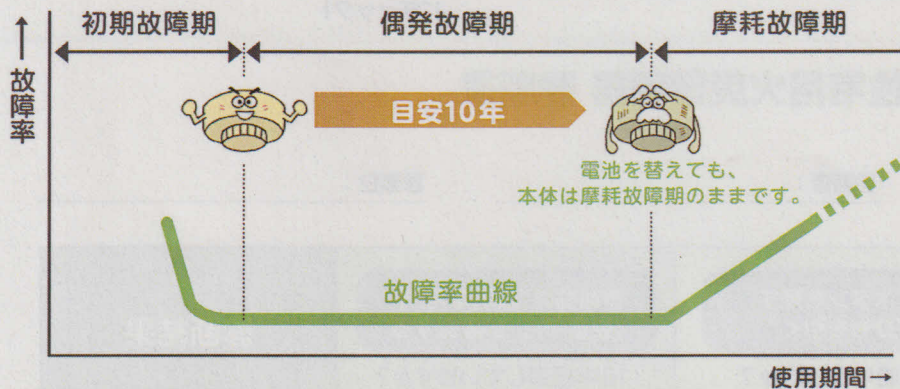 初期故障期
偶発故障期
摩耗故障期
↑故障率
目安10年
電池を替えても、
本体は摩耗故障期のままです。
故障率曲線
使用期間→